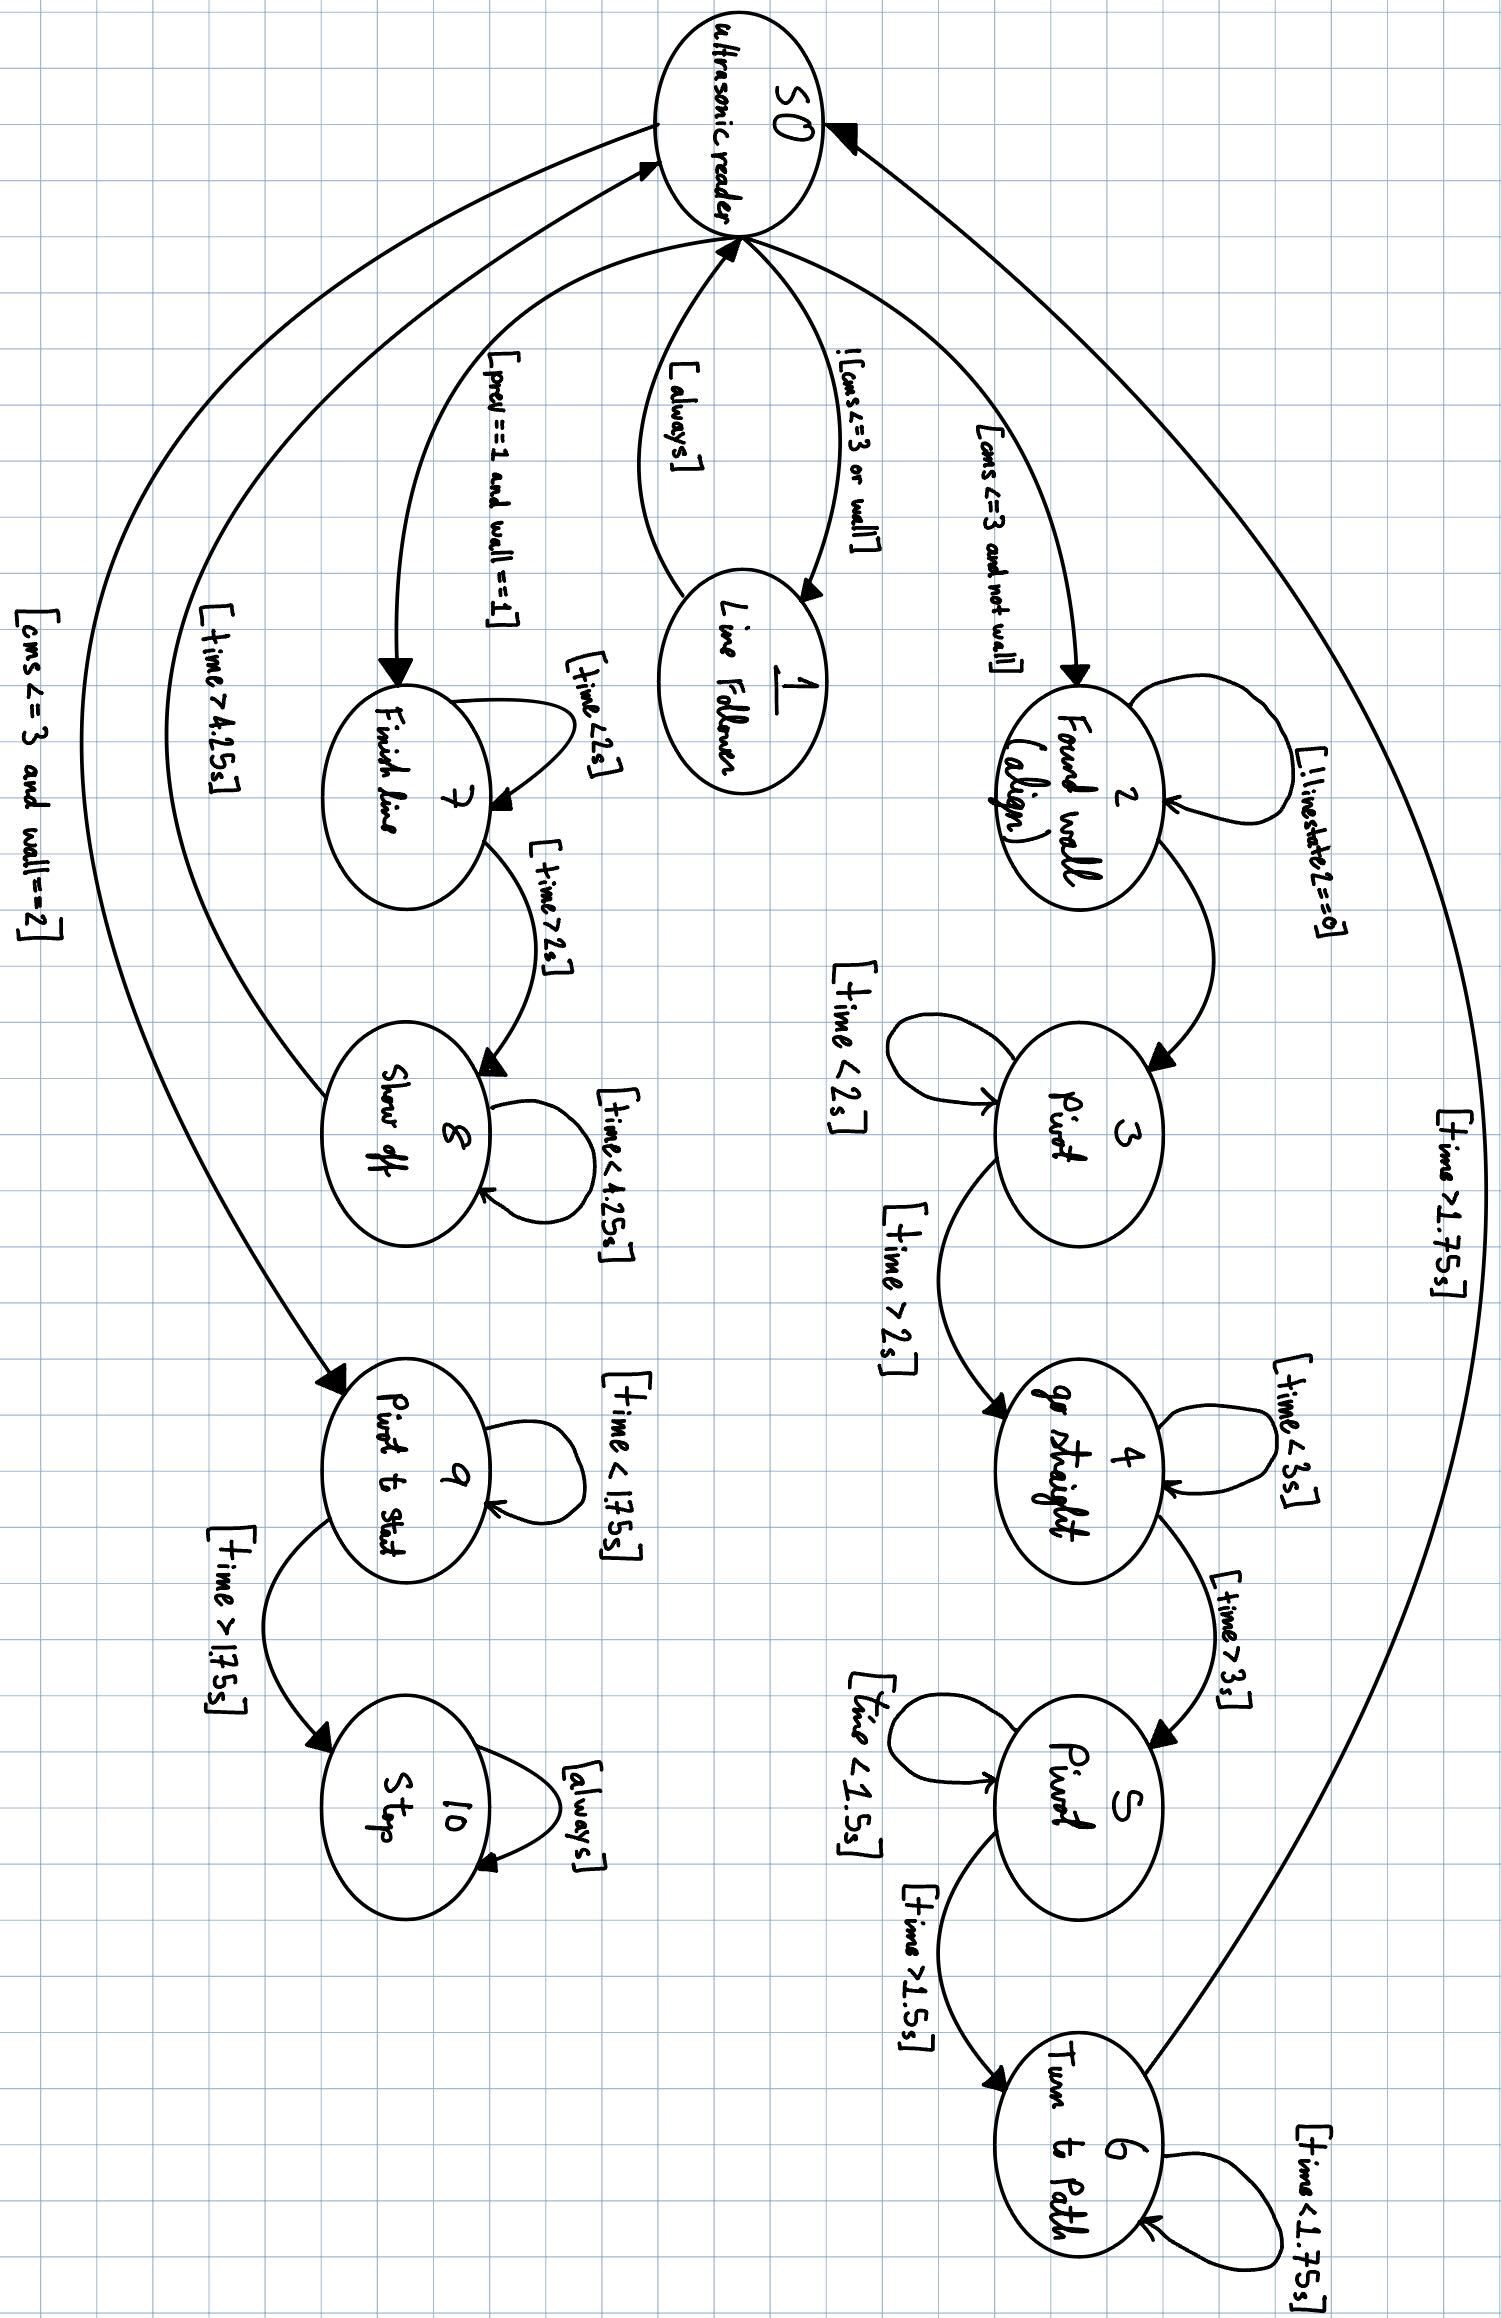 [time>1.75s]
[!linestate2==0]
[time<3s]
[time>3s]
[time<1.75s]
2
Found wall
(align)
3
Pivot
4
go straight
5
Pivot
6
Turn to Path
[cms<=3 and not wall]
[time<2s]
[time>2s]
[time<1.5s]
[time>1.5s]
![cms<=3 or wall]
S0
ultrasonic reader
1
Line Follower
[always]
[time<2s]
[time>2s]
[time<4.25s]
[time<1.75s]
[always]
[prev==1 and wall==1]
7
Finish line
8
Show off
9
Pivot to Start
10
Stop
[time>4.25s]
[time>1.75s]
[cms<=3 and wall==2]